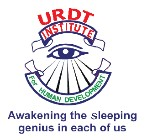 URDT
INSTITUTE
For HUMAN DEVELOPMENT
Awakening the sleeping
genius in each of us